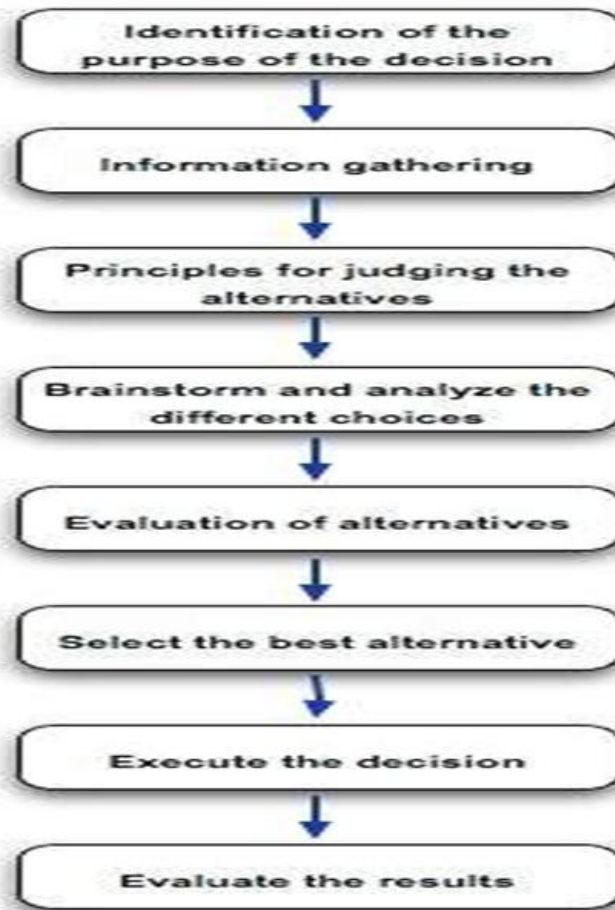 Identification of the
purpose of the decision
Information gathering
Principles for judging the
alternatives
Brainstorm and analyze the
different choices
Evaluation of alternatives
Select the best alternative
Execute the decision
Evaluate the results